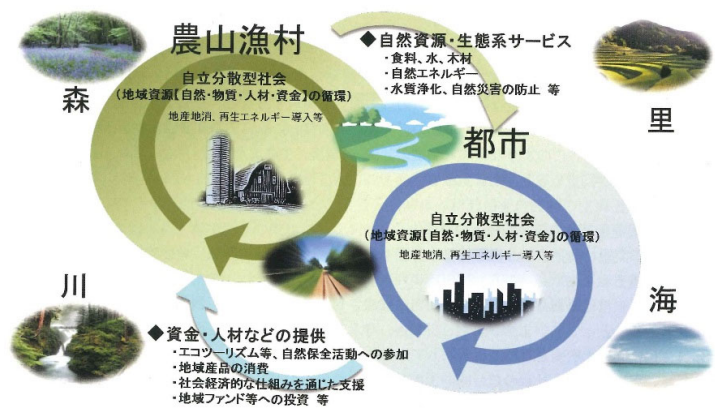 農山漁村
森
自立分散型社会
(地域資源【自然・物質・人材・資金】の循環)
地産地消、再生エネルギー導入等
◆自然資源・生態系サービス
・食料、水、木材
・自然エネルギー
・水質浄化、自然災害の防止 等
里
都市
自立分散型社会
(地域資源【自然・物質・人材・資金】の循環)
地産地消、再生エネルギー導入等
川
◆資金・人材などの提供
・エコツーリズム等、自然保全活動への参加
・地域産品の消費
・社会経済的な仕組みを通じた支援
・地域ファンド等への投資 等
海